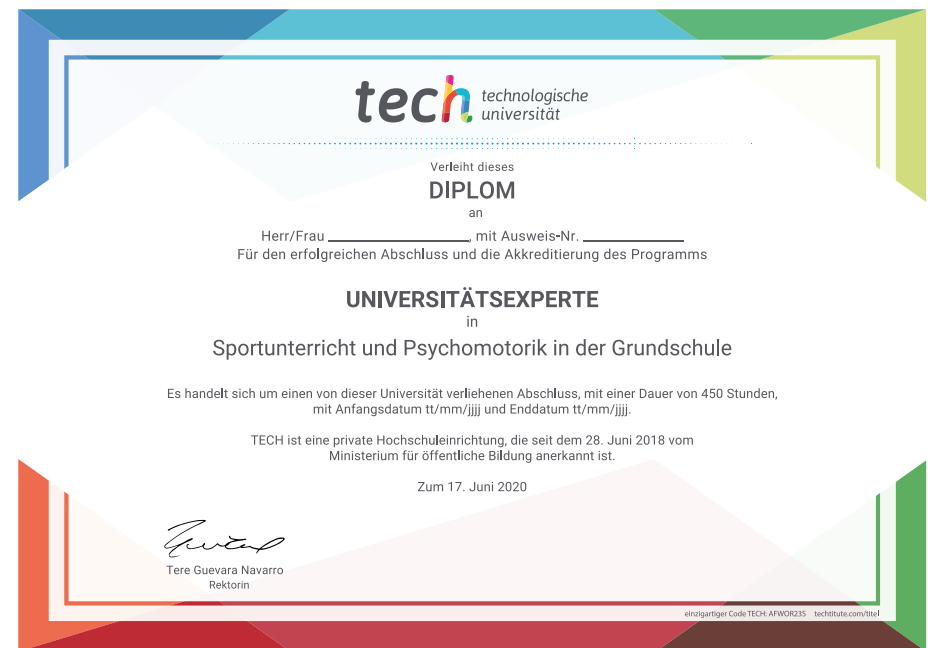 tech technologische
universität
Verleiht dieses
DIPLOM
an
Herr/Frau ____________________, mit Ausweis-Nr. ______________
Für den erfolgreichen Abschluss und die Akkreditierung des Programms
UNIVERSITÄTSEXPERTE
in
Sportunterricht und Psychomotorik in der Grundschule
Es handelt sich um einen von dieser Universität verliehenen Abschluss, mit einer Dauer von 450 Stunden,
mit Anfangsdatum tt/mm/jjjj und Enddatum tt/mm/jjjj.
TECH ist eine private Hochschuleinrichtung, die seit dem 28. Juni 2018 vom
Ministerium für öffentliche Bildung anerkannt ist.
Zum 17. Juni 2020
Tere Guevara Navarro
Rektorin
einzigartiger Code TECH: AFWOR23S techtitute.com/titel